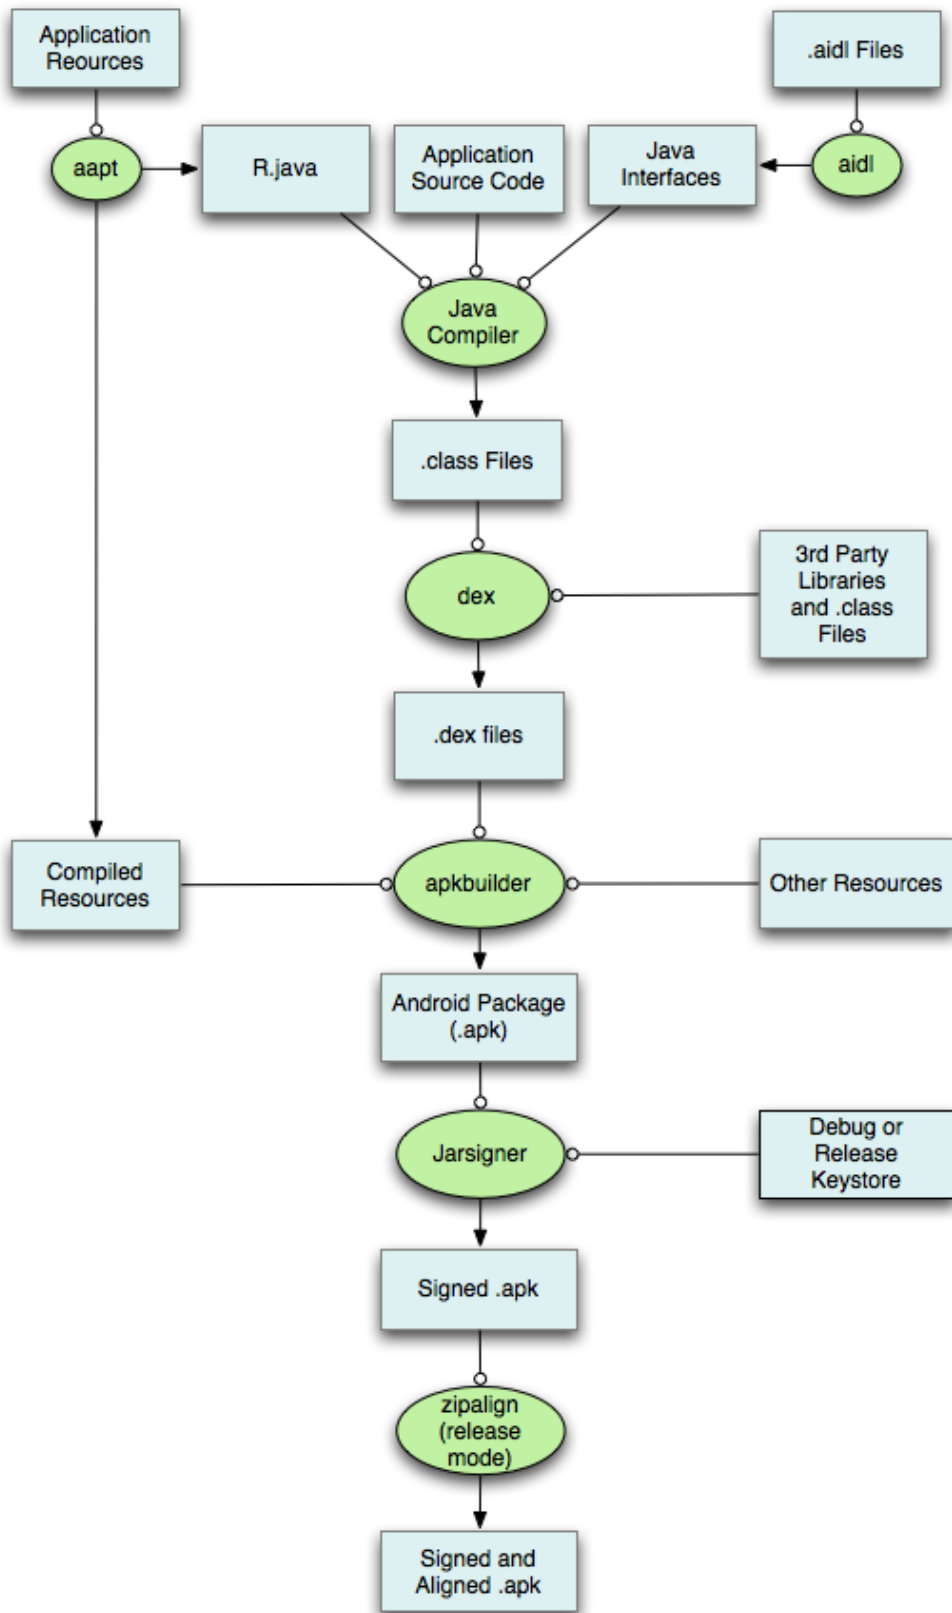 Application
Reources
.aidl Files
aapt
R.java
Application
Source Code
Java
Interfaces
aidl
Java
Compiler
.class Files
dex
3rd Party
Libraries
and .class
Files
.dex files
Compiled
Resources
apkbuilder
Other Resources
Android Package
(.apk)
Jarsigner
Debug or
Release
Keystore
Signed .apk
zipalign
(release
mode)
Signed and
Aligned .apk